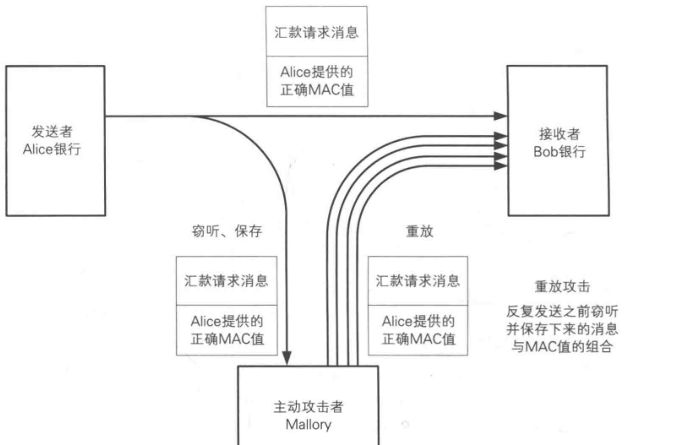 汇款请求消息
Alice提供的
正确MAC值
发送者
Alice银行
接收者
Bob银行
窃听、保存
重放
汇款请求消息
Alice提供的
正确MAC值
汇款请求消息
Alice提供的
正确MAC值
重放攻击
反复发送之前窃听
并保存下来的消息
与MAC值的组合
主动攻击者
Mallory